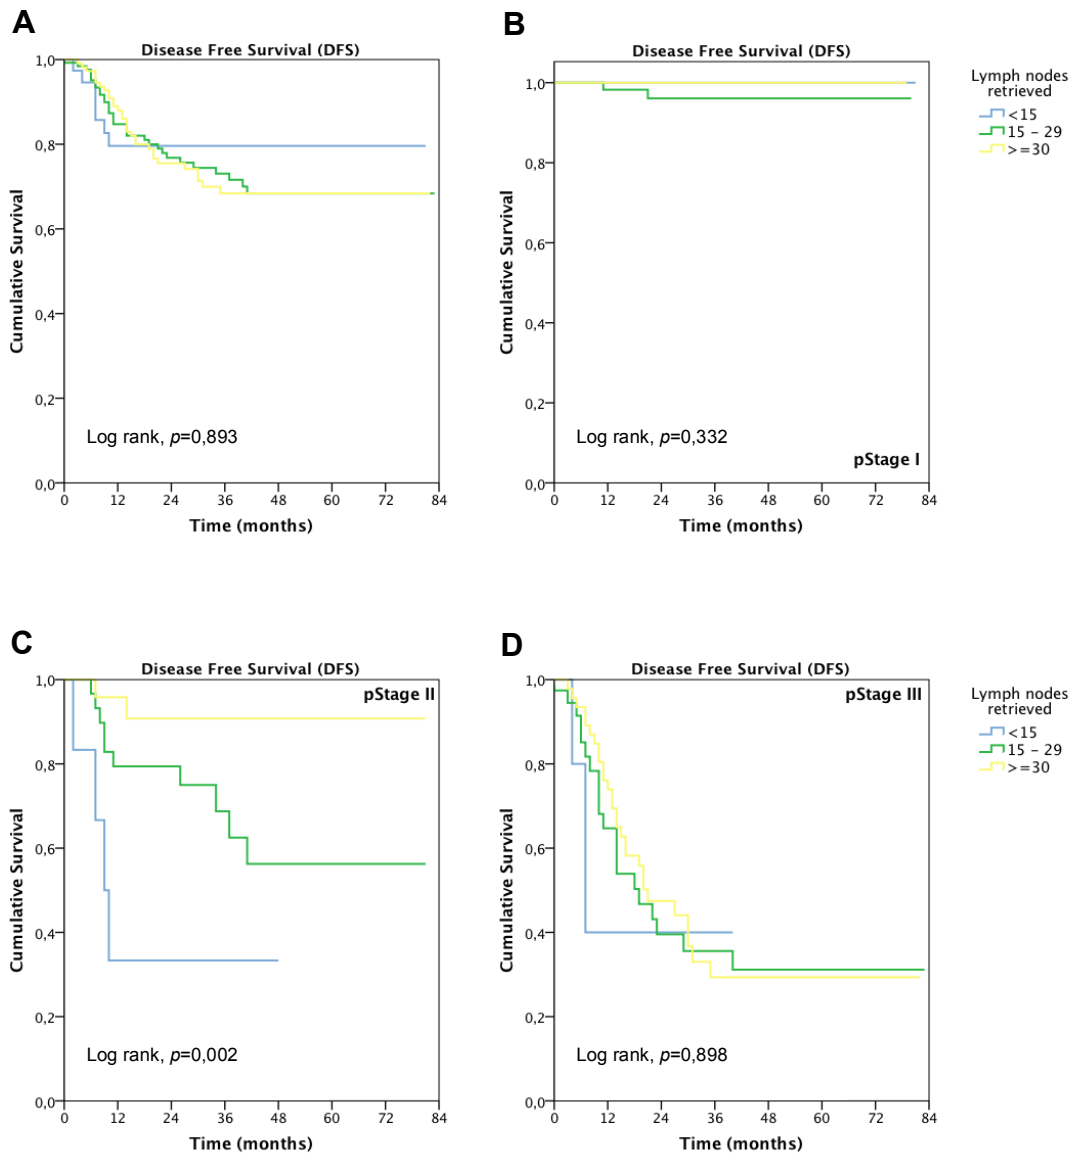 A
Disease Free Survival (DFS)
Cumulative Survival
1,0
0,8
0,6
0,4
0,2
0,0
Log rank, p=0,893
0 12 24 36 48 60 72 84
Time (months)
B
Disease Free Survival (DFS)
Cumulative Survival
1,0
0,8
0,6
0,4
0,2
0,0
Log rank, p=0,332
pStage I
0 12 24 36 48 60 72 84
Time (months)
Lymph nodes
retrieved
<15
15 – 29
>=30
C
Disease Free Survival (DFS)
pStage II
Cumulative Survival
1,0
0,8
0,6
0,4
0,2
0,0
Log rank, p=0,002
0 12 24 36 48 60 72 84
Time (months)
D
Disease Free Survival (DFS)
pStage III
Cumulative Survival
1,0
0,8
0,6
0,4
0,2
0,0
Log rank, p=0,898
0 12 24 36 48 60 72 84
Time (months)
Lymph nodes
retrieved
<15
15 – 29
>=30